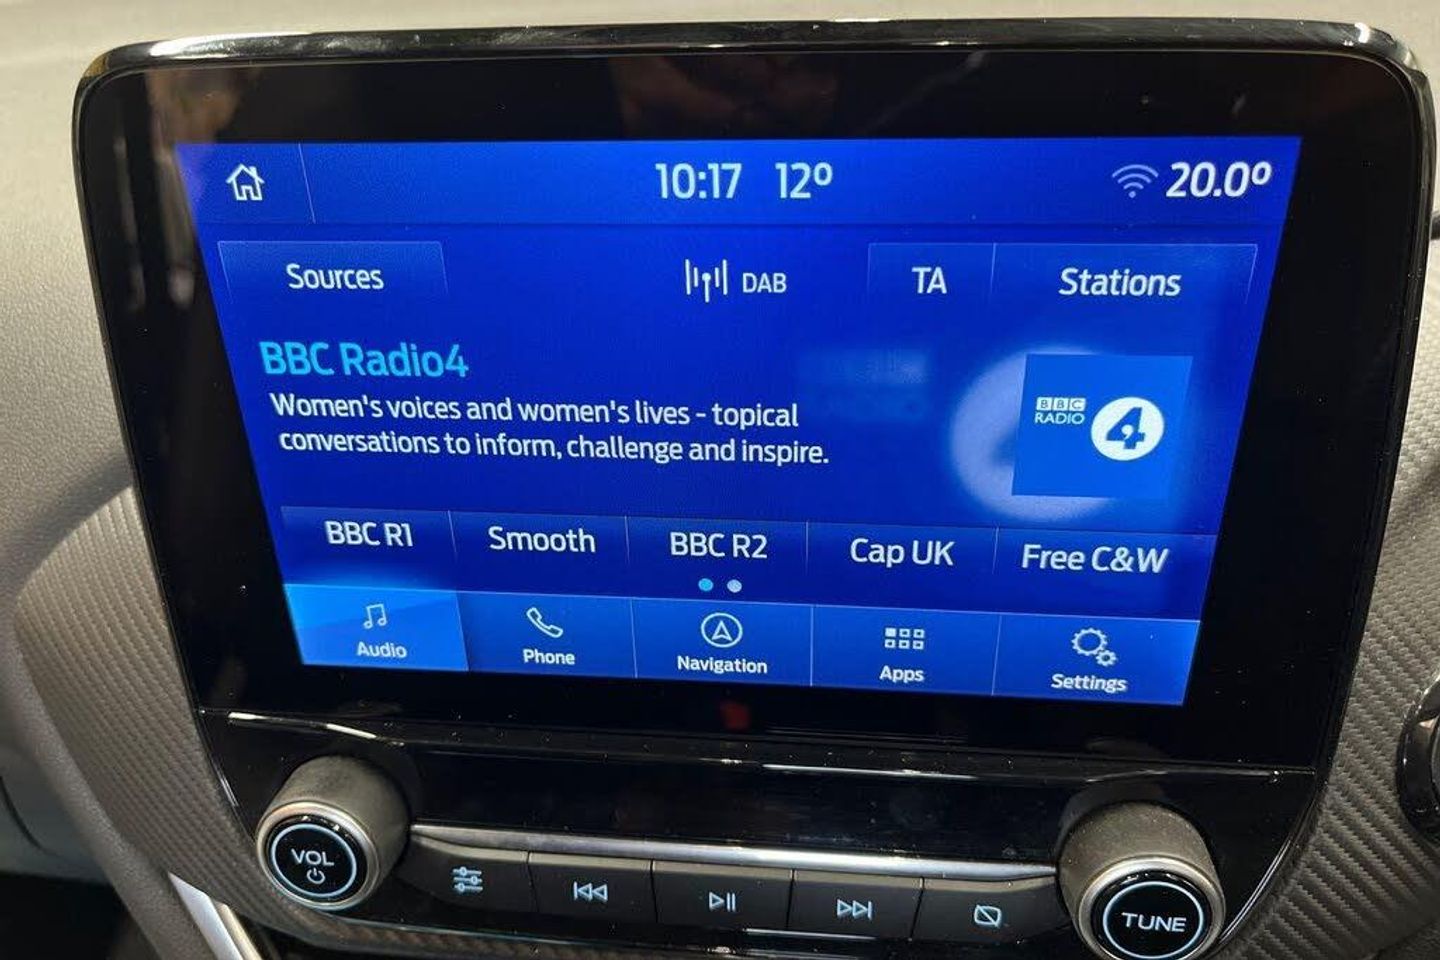 10:17 12º 20.0º
Sources DAB TA Stations
BBC Radio4
Women's voices and women's lives - topical
conversations to inform, challenge and inspire.
BBC
RADIO 4
BBC R1 Smooth BBC R2 Cap UK Free C&W
Audio Phone Navigation Apps Settings
VOL
TUNE